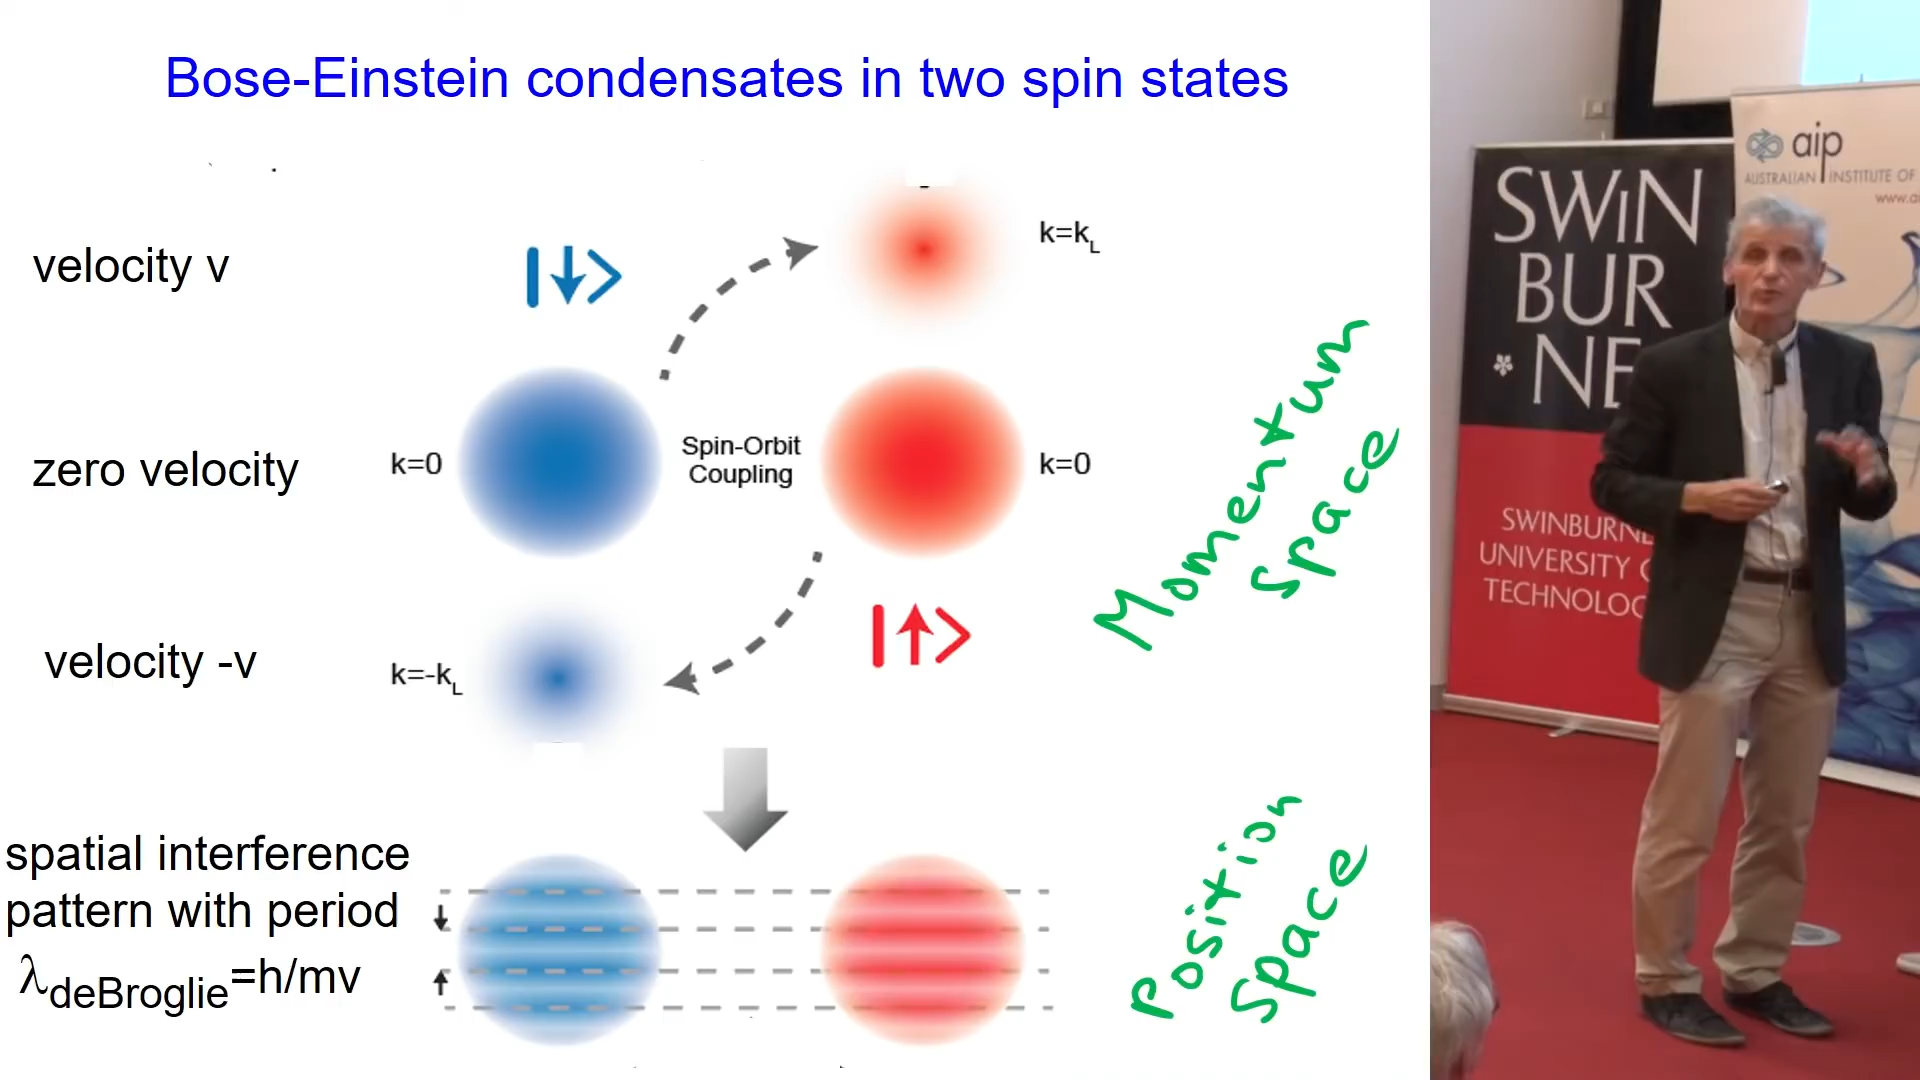 Bose-Einstein condensates in two spin states
velocity v
|↓>
k=k_L
zero velocity
k=0
Spin-Orbit
Coupling
k=0
velocity -v
k=-k_L
|↑>
Momentum
Space
spatial interference
pattern with period
λ_deBroglie=h/mv
Position
Space
SWiN
BUR
NE
SWINBURNE
UNIVERSITY
TECHNOLOG
aip
AUSTRALIAN INSTITUTE OF